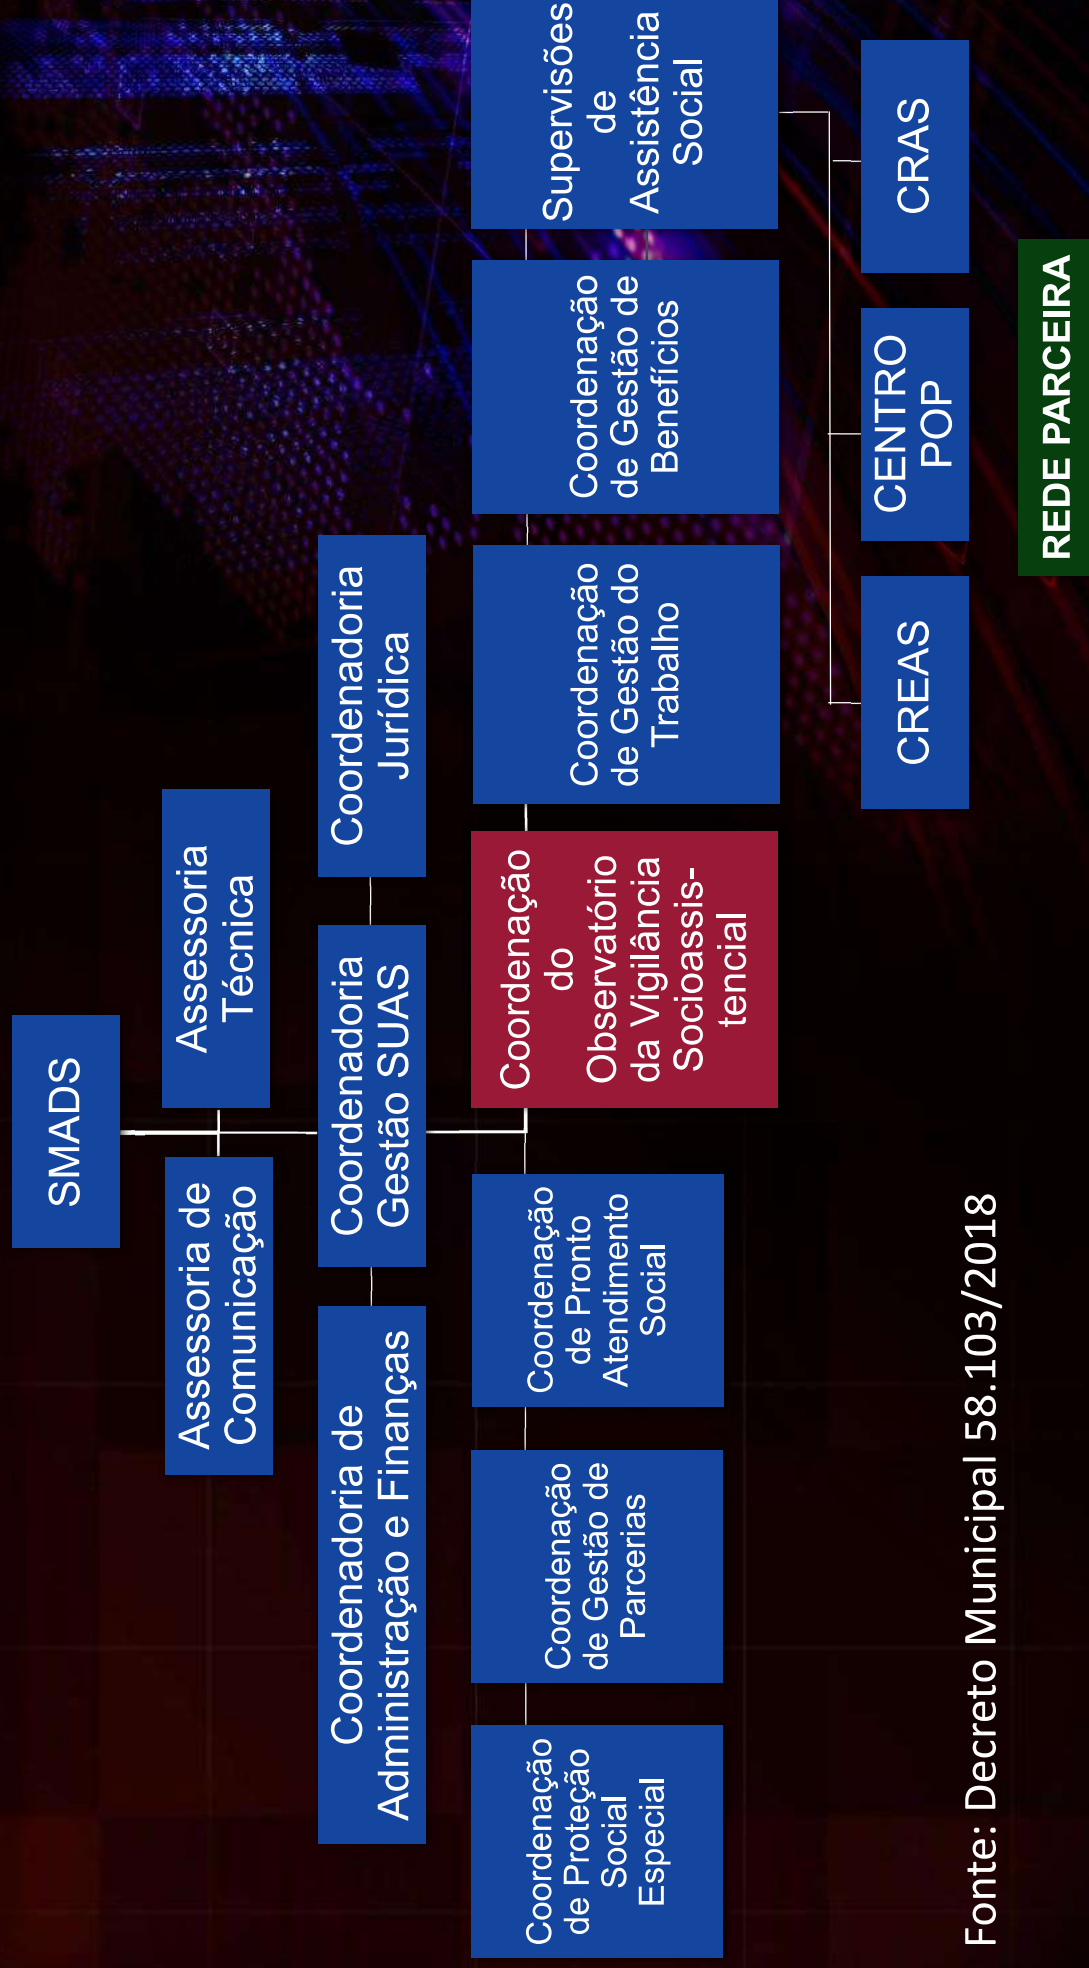 SMADS
Assessoria de
Comunicação
Assessoria
Técnica
Coordenadoria de
Administração e Finanças
Coordenadoria
Gestão SUAS
Coordenadoria
Jurídica
Coordenação
de Proteção
Social
Especial
Coordenação
de Gestão de
Parcerias
Coordenação
de Pronto
Atendimento
Social
Coordenação
do
Observatório
da Vigilância
Socioassis-
tencial
Coordenação
de Gestão do
Trabalho
Coordenação
de Gestão de
Benefícios
Supervisões
de
Assistência
Social
CREAS
CENTRO
POP
CRAS
Fonte: Decreto Municipal 58.103/2018
REDE PARCEIRA